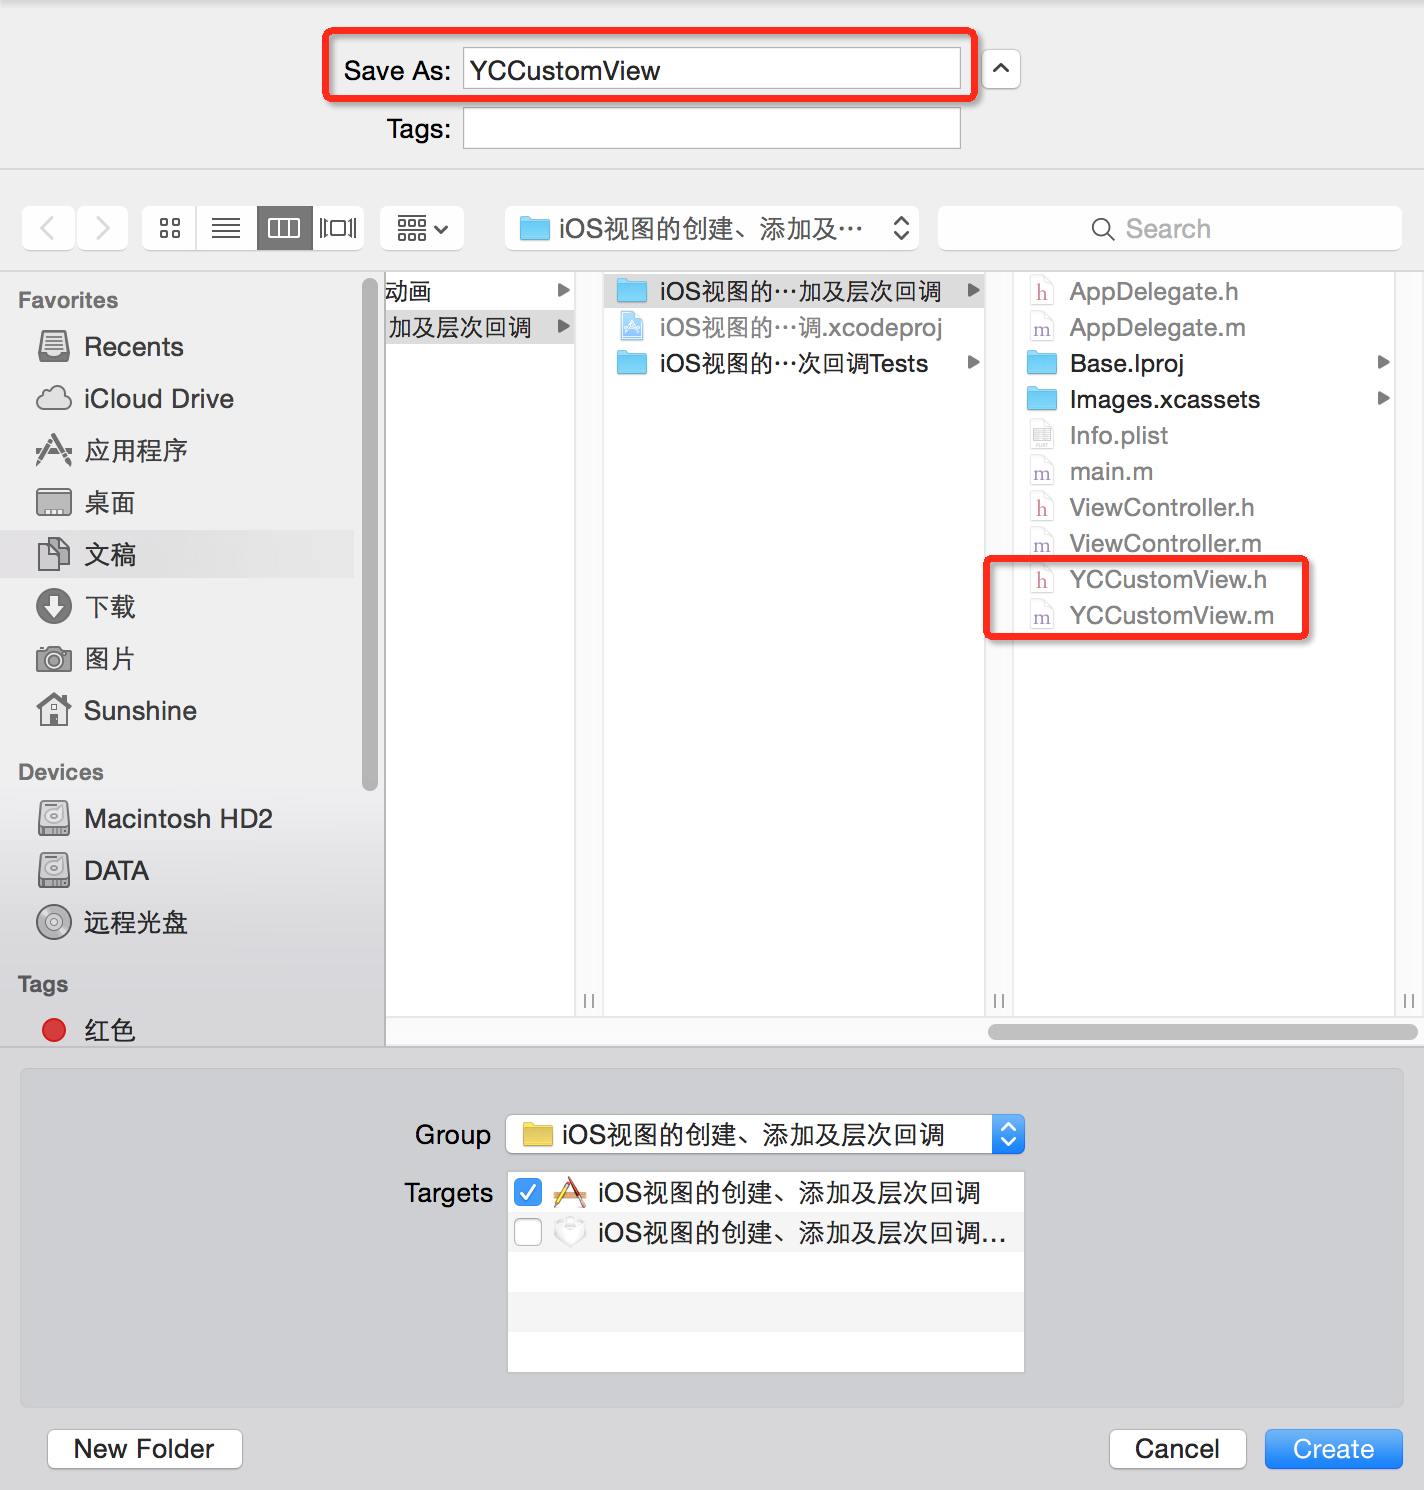 Save As: YCCustomView
Tags:
iOS视图的创建、添加及···
Search
Favorites
Recents
iCloud Drive
应用程序
桌面
文稿
下载
图片
Sunshine
Devices
Macintosh HD2
DATA
远程光盘
Tags
红色
动画
加及层次回调
iOS视图的···加及层次回调
iOS视图的···调.xcodeproj
iOS视图的···次回调Tests
h AppDelegate.h
m AppDelegate.m
Base.lproj
Images.xcassets
Info.plist
m main.m
h ViewController.h
m ViewController.m
h YCCustomView.h
m YCCustomView.m
Group iOS视图的创建、添加及层次回调
Targets iOS视图的创建、添加及层次回调
iOS视图的创建、添加及层次回调...
New Folder
Cancel
Create